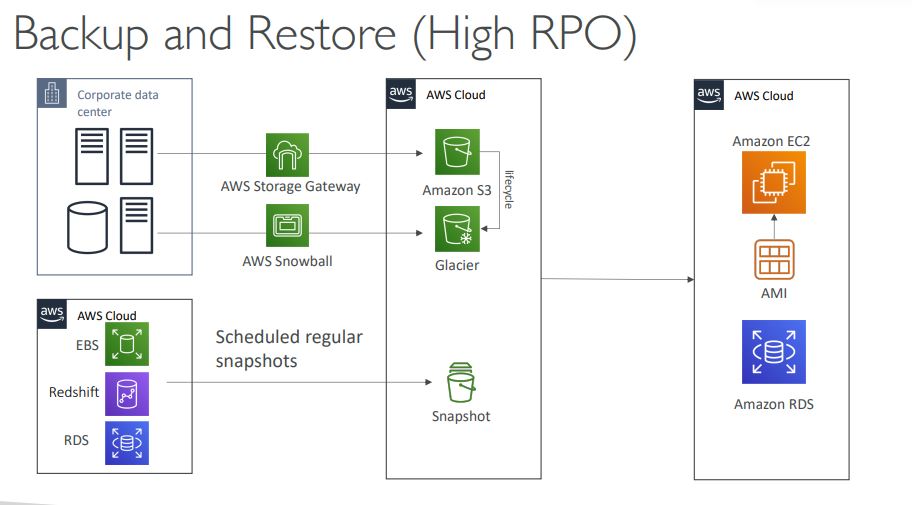 Backup and Restore (High RPO)
Corporate data
center
AWS Storage Gateway
AWS Snowball
aws
AWS Cloud
Amazon S3
lifecycle
Glacier
aws
AWS Cloud
EBS
Redshift
RDS
Scheduled regular
snapshots
Snapshot
aws
AWS Cloud
Amazon EC2
AMI
Amazon RDS